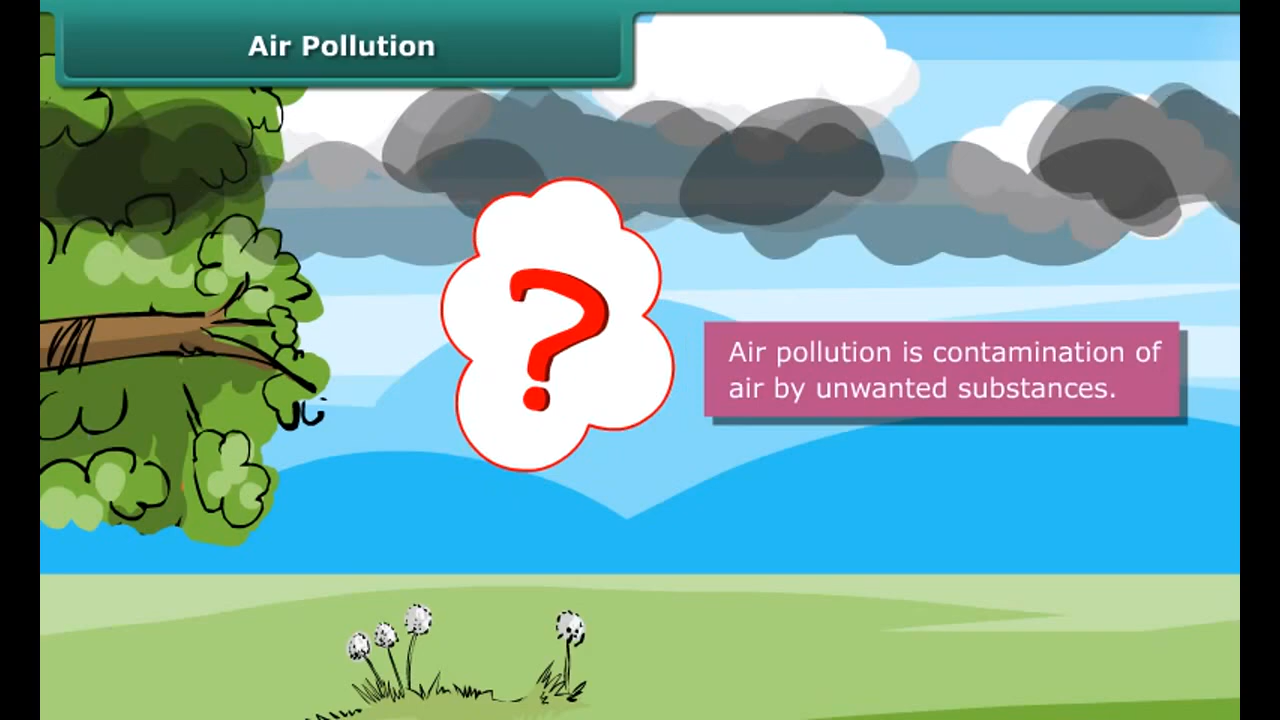 Air Pollution
?
Air pollution is contamination of
air by unwanted substances.